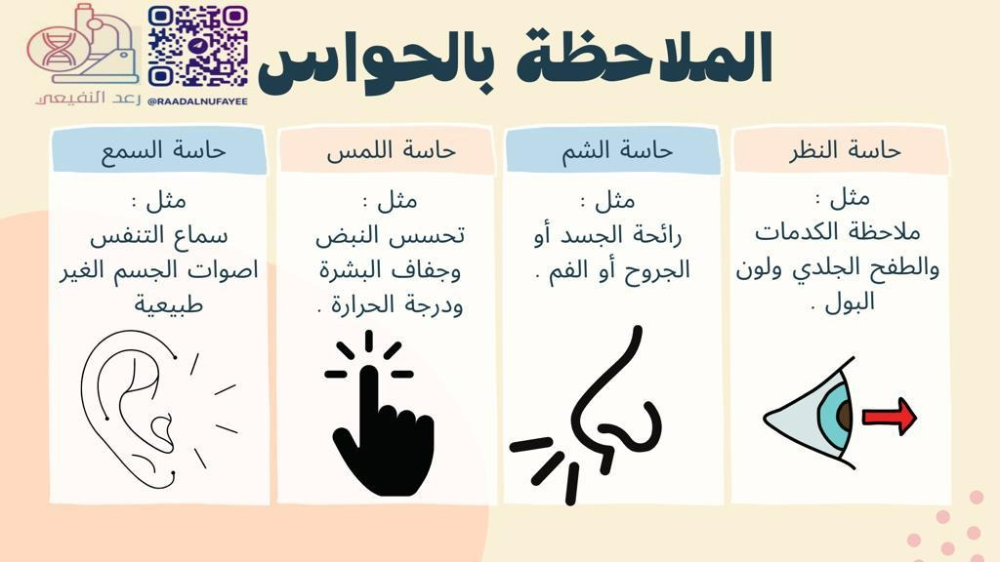 الملاحظة بالحواس
رعد النفيعي
@RAADALNUFAYEE
حاسة النظر
مثل :
ملاحظة الكدمات
والطفح الجلدي ولون
البول .
حاسة الشم
مثل :
رائحة الجسد أو
الجروح أو الفم .
حاسة اللمس
مثل :
تحسس النبض
وجفاف البشرة
ودرجة الحرارة .
حاسة السمع
مثل :
سماع التنفس
اصوات الجسم الغير
طبيعية